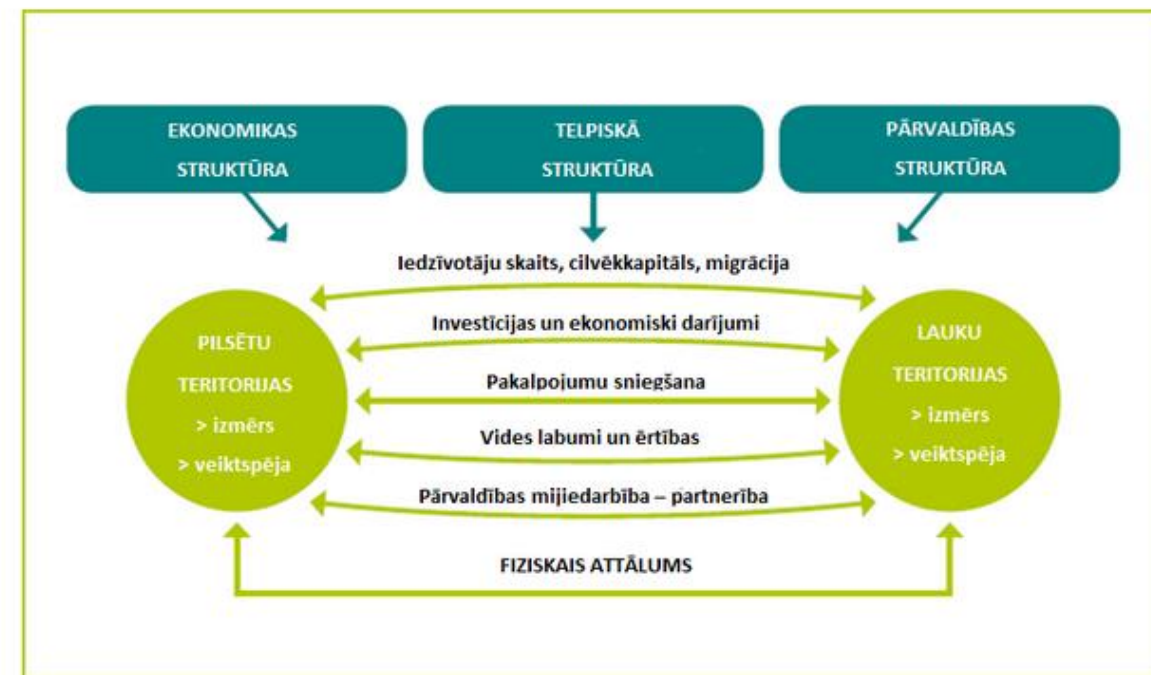 EKONOMIKAS
STRUKTŪRA
TELPISKĀ
STRUKTŪRA
PĀRVALDĪBAS
STRUKTŪRA
Iedzīvotāju skaits, cilvēkkapitāls, migrācija
Investīcijas un ekonomiski darījumi
Pakalpojumu sniegšana
Vides labumi un ērtības
Pārvaldības mijiedarbība – partnerība
PILSĒTU
TERITORIJAS
> izmērs
> veiktspēja
LAUKU
TERITORIJAS
> izmērs
> veiktspēja
FIZISKAIS ATTĀLUMS